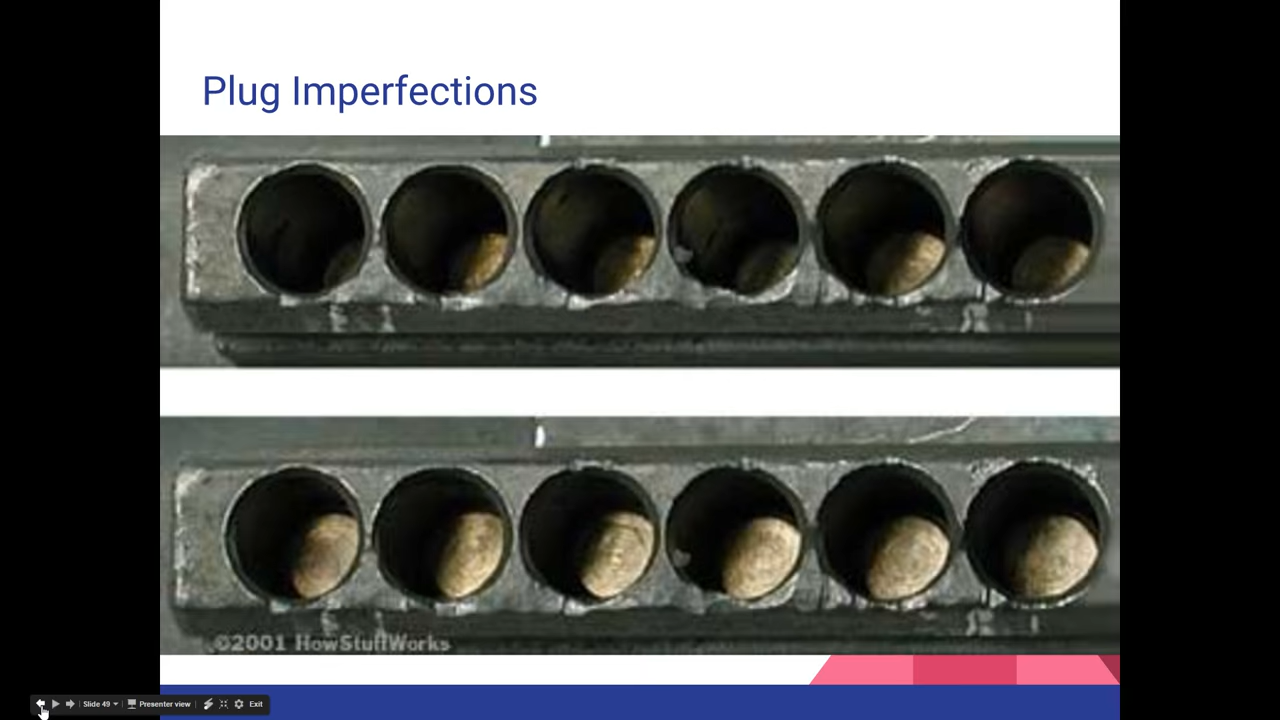 Plug Imperfections
©2001 HowStuffWorks
Slide 49
Presenter view
Exit